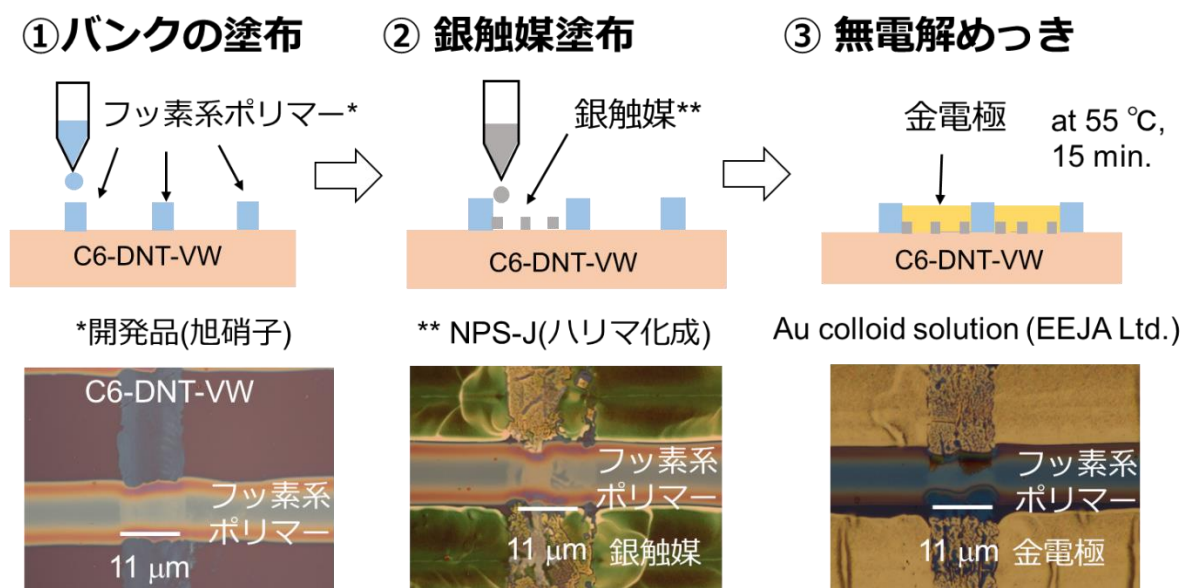 ①バンクの塗布
② 銀触媒塗布
③ 無電解めっき
フッ素系ポリマー*
銀触媒**
金電極
at 55 ℃,
15 min.
C6-DNT-VW
C6-DNT-VW
C6-DNT-VW
*開発品(旭硝子)
** NPS-J(ハリマ化成)
Au colloid solution (EEJA Ltd.)
C6-DNT-VW
フッ素系
ポリマー
11 μm
フッ素系
ポリマー
11 μm
銀触媒
フッ素系
ポリマー
11 μm
金電極